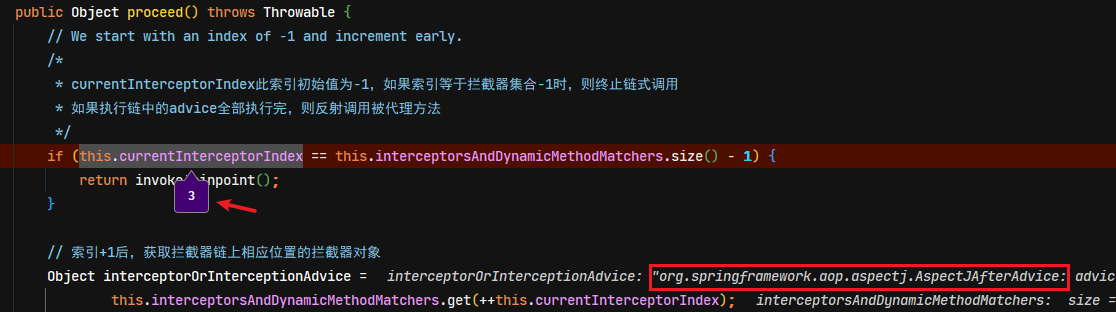 public Object proceed() throws Throwable {
// We start with an index of -1 and increment early.
/*
* currentInterceptorIndex此索引初始值为-1，如果索引等于拦截器集合-1时，则终止链式调用
* 如果执行链中的advice全部执行完，则反射调用被代理方法
*/
if (this.currentInterceptorIndex == this.interceptorsAndDynamicMethodMatchers.size() - 1) {
return invoke inpoint();
3
}
// 索引+1后，获取拦截器链上相应位置的拦截器对象
Object interceptorOrInterceptionAdvice = interceptorOrInterceptionAdvice: "org.springframework.aop.aspectj.AspectJAfterAdvice: advic
this.interceptorsAndDynamicMethodMatchers.get(++this.currentInterceptorIndex); interceptorsAndDynamicMethodMatchers: size =